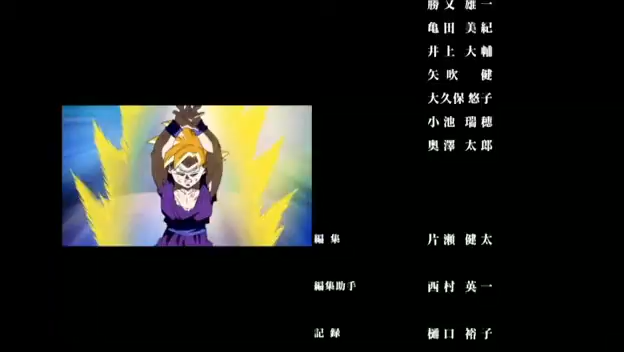 勝又 雄一
亀田 美紀
井上 大輔
矢吹 健
大久保悠子
小池 瑞穂
奥澤 太郎
編集 片瀬 健太
編集助手 西村 英一
記録 樋口 裕子